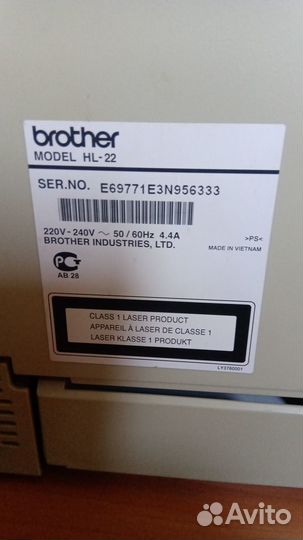 brother
MODEL HL-22
SER.NO. E69771E3N956333
220V-240V ∼ 50/60Hz 4.4A >PS<
BROTHER INDUSTRIES, LTD. MADE IN VIETNAM
АВ 28
CLASS 1 LASER PRODUCT
APPAREIL À LASER DE CLASSE 1
LASER KLASSE 1 PRODUKT
LY3780001
Avito